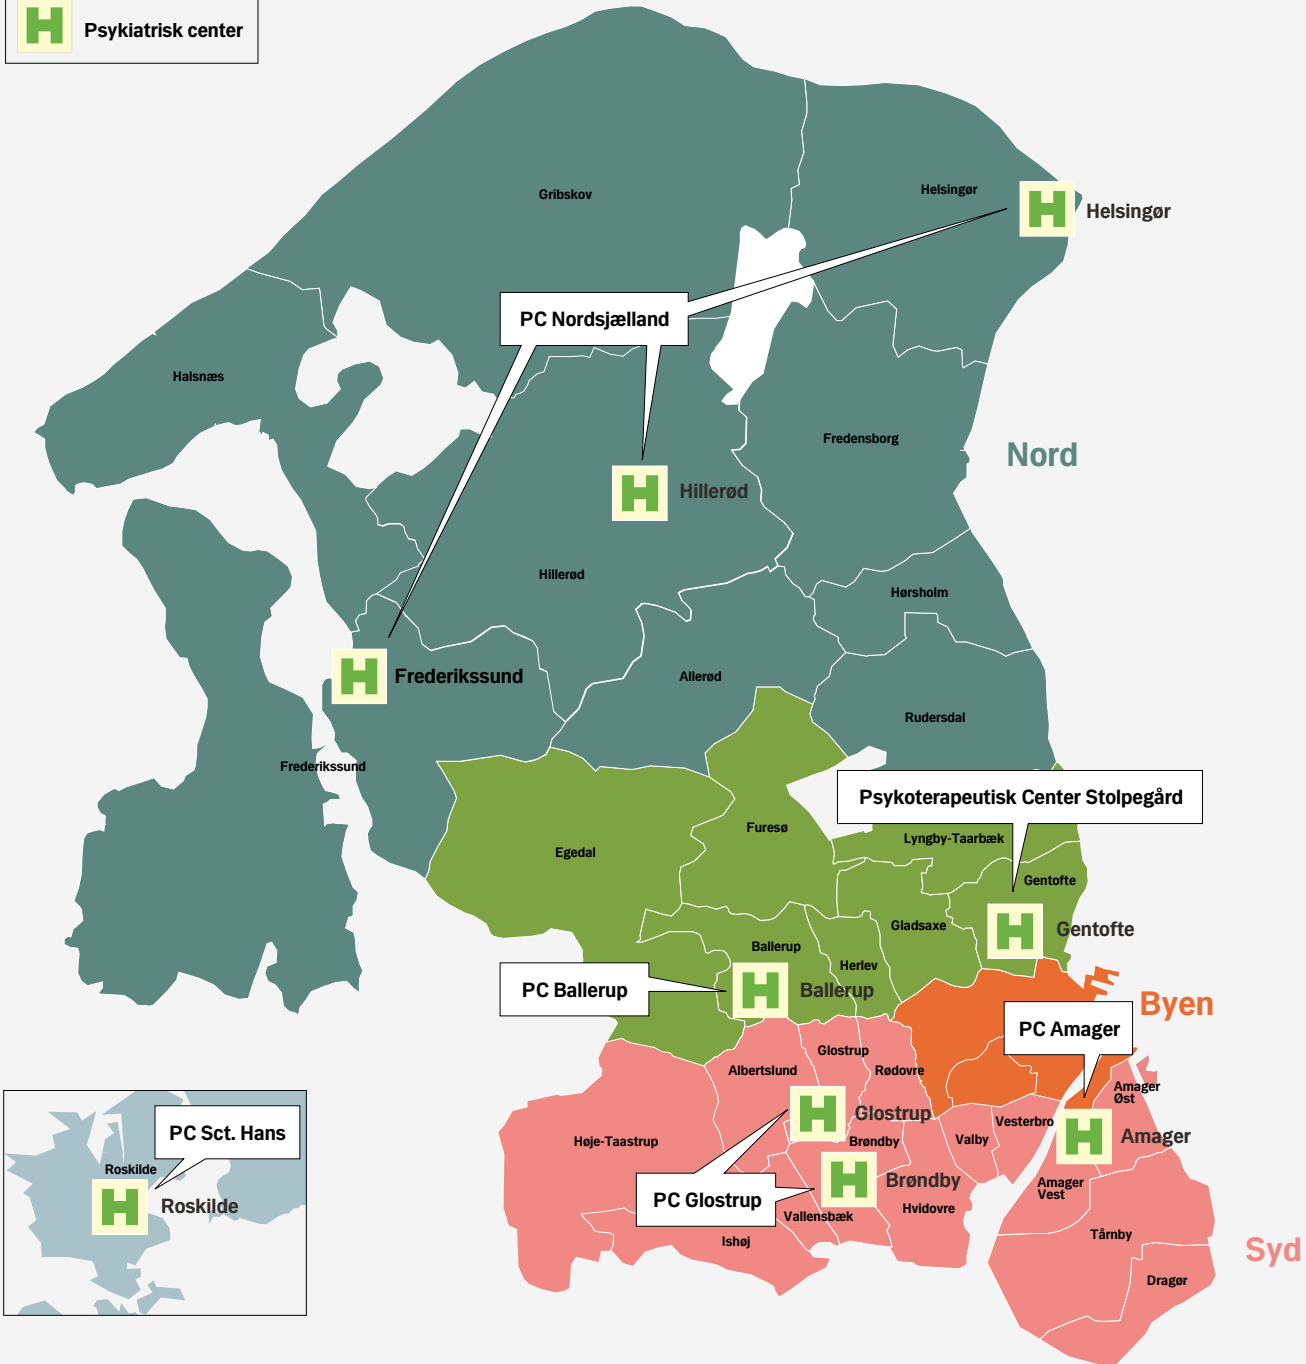 H Psykiatrisk center
Gribskov
Helsingør
H Helsingør
PC Nordsjælland
Halsnæs
Fredensborg
Nord
H Hillerød
Hillerød
Hørsholm
H Frederikssund
Allerød
Rudersdal
Frederikssund
Psykoterapeutisk Center Stolpegård
Furesø
Lyngby-Taarbæk
Egedal
Gentofte
Gladsaxe
H Gentofte
Ballerup
Herlev
PC Ballerup
H Ballerup
Byen
PC Amager
Glostrup
Albertslund
Rødovre
Amager
Øst
H Glostrup
Vesterbro
Høje-Taastrup
Brøndby
Valby
H Amager
PC Sct. Hans
Roskilde
H Roskilde
H Brøndby
Amager
Vest
PC Glostrup
Hvidovre
Vallensbæk
Ishøj
Tårnby
Syd
Dragør